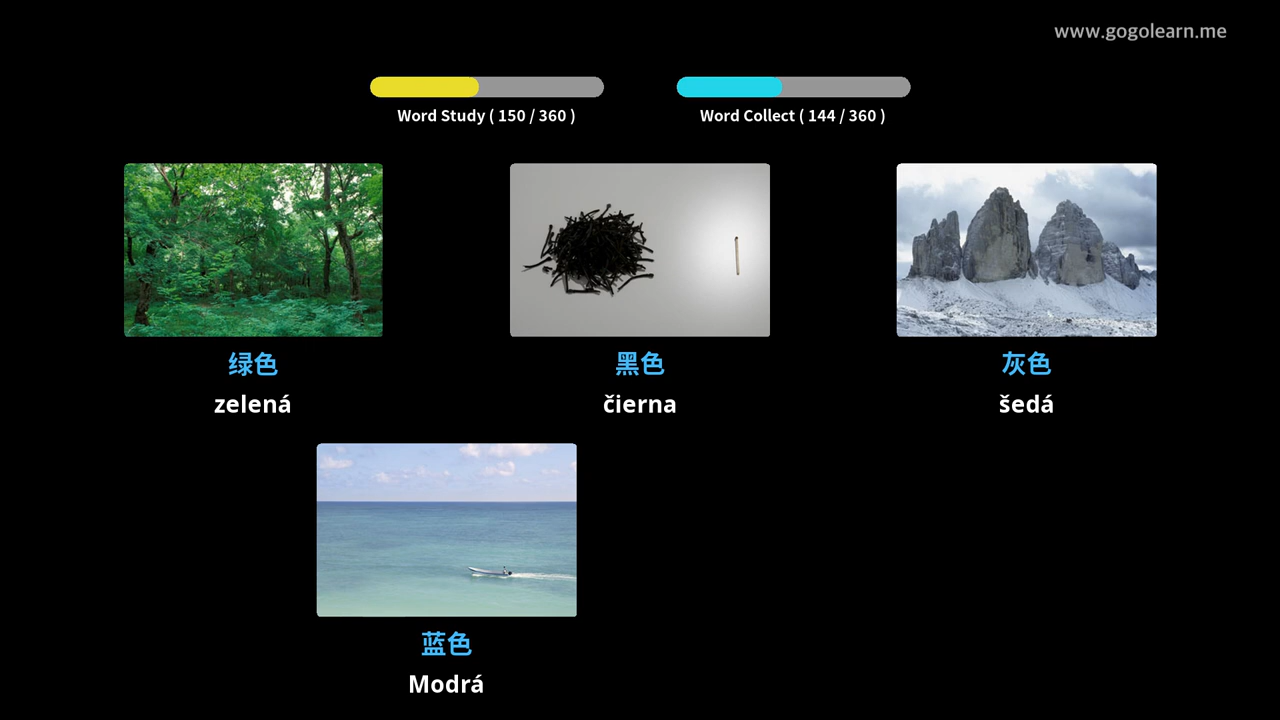 www.gogolearn.me
Word Study ( 150 / 360 )
Word Collect ( 144 / 360 )
绿色
zelená
黑色
čierna
灰色
šedá
蓝色
Modrá